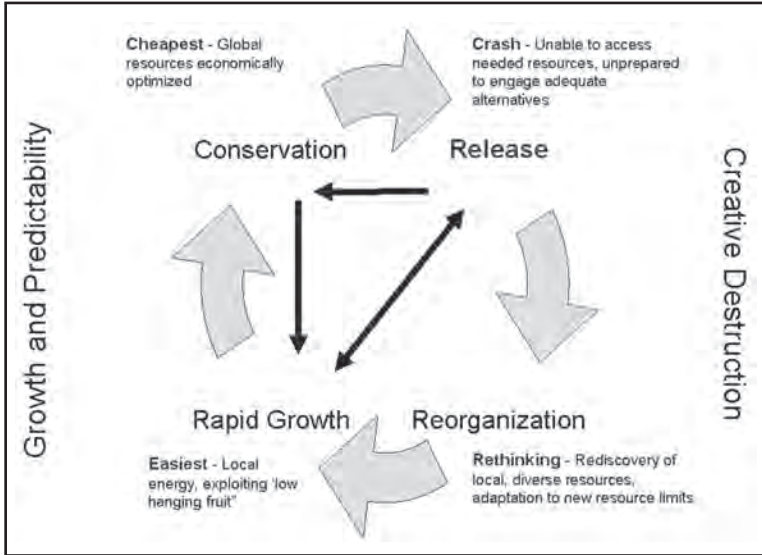 Cheapest - Global
resources economically
optimized
Crash - Unable to access
needed resources, unprepared
to engage adequate
alternatives
Growth and Predictability
Conservation
Release
Creative Destruction
Rapid Growth
Reorganization
Easiest - Local
energy, exploiting 'low
hanging fruit"
Rethinking - Rediscovery of
local, diverse resources,
adaptation to new resource limits